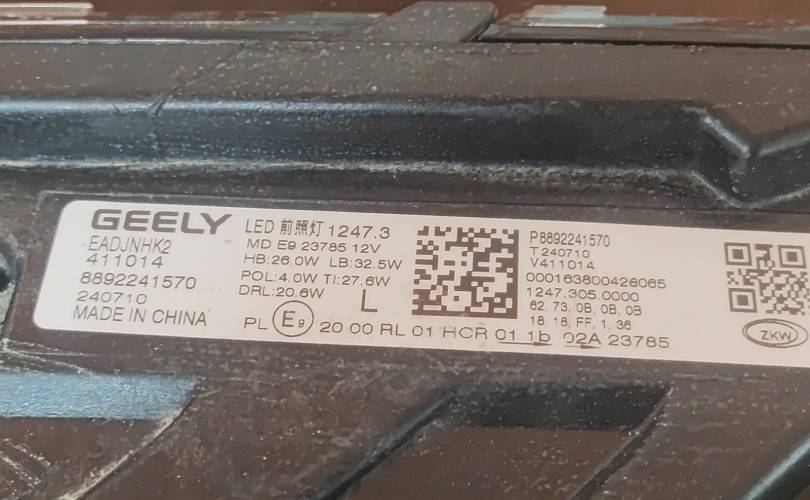 GEELY
EADJNHK2
411014
8892241570
240710
MADE IN CHINA
LED 前照灯 1247.3
MD E9 23785 12V
HB:26.0W LB:32.5W
POL:4.0W TI:27.6W
DRL:20.6W
L
P8892241570
T240710
V411014
000163800426065
1247.305.0000
62, 73, 0B, 0B, 0B
18, 18, FF, 1, 36
PL E9 20 00 RL 01 HCR 01 1b 02A 23785
ZKW